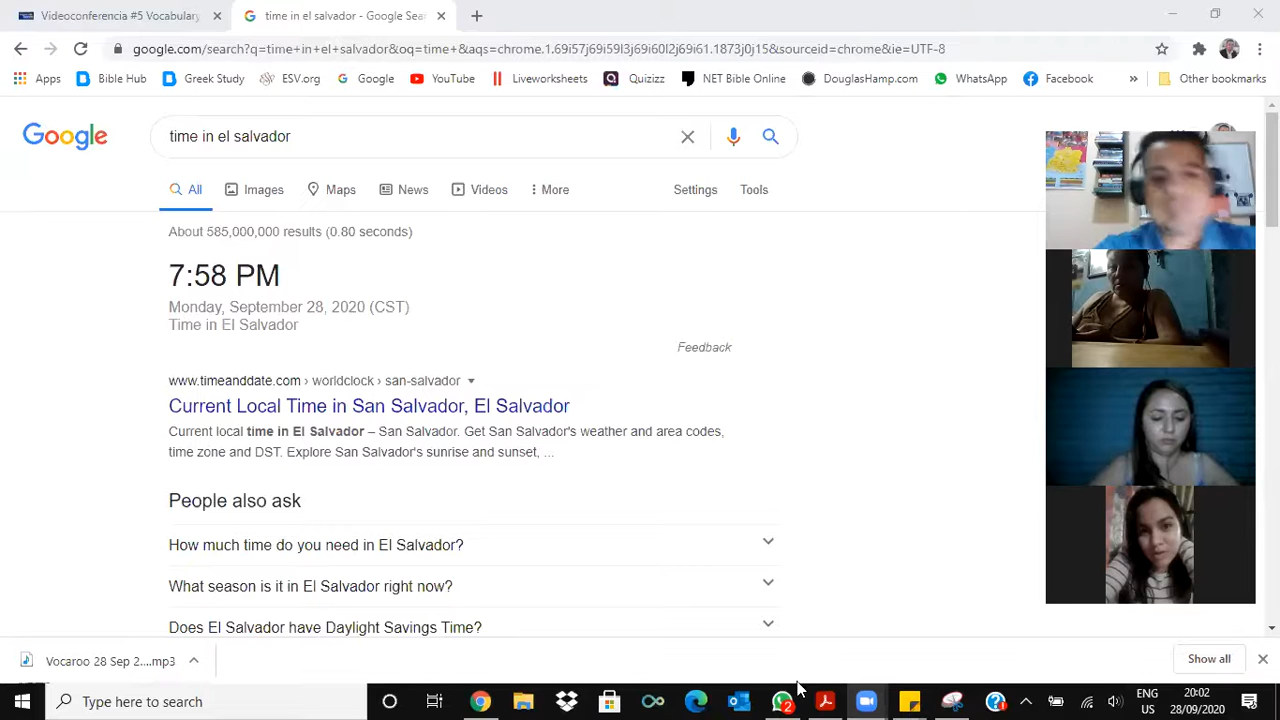 Videoconferencia #5 Vocabulary
time in el salvador - Google Sea
google.com/search?q=time+in+el+salvador&oq=time+&aqs=chrome.1.69i57j69i59l3j69i60l2j69i61.1873j0j15&sourceid=chrome&ie=UTF-8
Apps Bible Hub Greek Study ESV.org Google YouTube Liveworksheets Quizizz NET Bible Online DouglasHamp.com WhatsApp Facebook » Other bookmarks
Google
time in el salvador
All Images Maps News Videos More Settings Tools
About 585,000,000 results (0.80 seconds)
7:58 PM
Monday, September 28, 2020 (CST)
Time in El Salvador
Feedback
www.timeanddate.com › worldclock › san-salvador
Current Local Time in San Salvador, El Salvador
Current local time in El Salvador – San Salvador. Get San Salvador's weather and area codes,
time zone and DST. Explore San Salvador's sunrise and sunset, ...
People also ask
How much time do you need in El Salvador?
What season is it in El Salvador right now?
Does El Salvador have Daylight Savings Time?
Vocaroo 28 Sep 2....mp3
Show all
Type here to search
2
ENG
US
20:02
28/09/2020